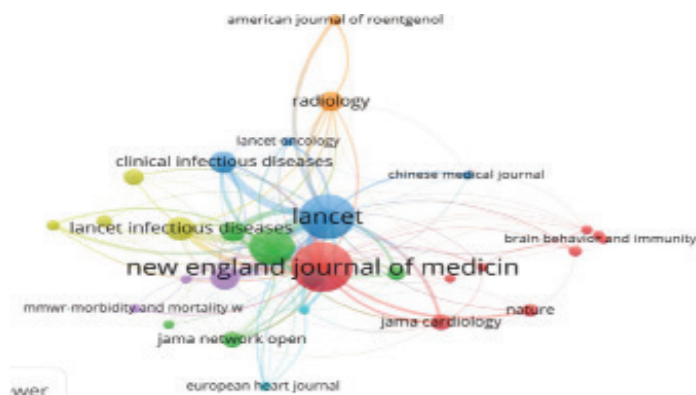 american journal of roentgenol
radiology
lancet oncology
clinical infectious diseases
chinese medical journal
lancet
lancet infectious diseases
brain behavior and immunity
new england journal of medicin
mmwr-morbidity and mortality w
nature
jama cardiology
jama network open
european heart journal